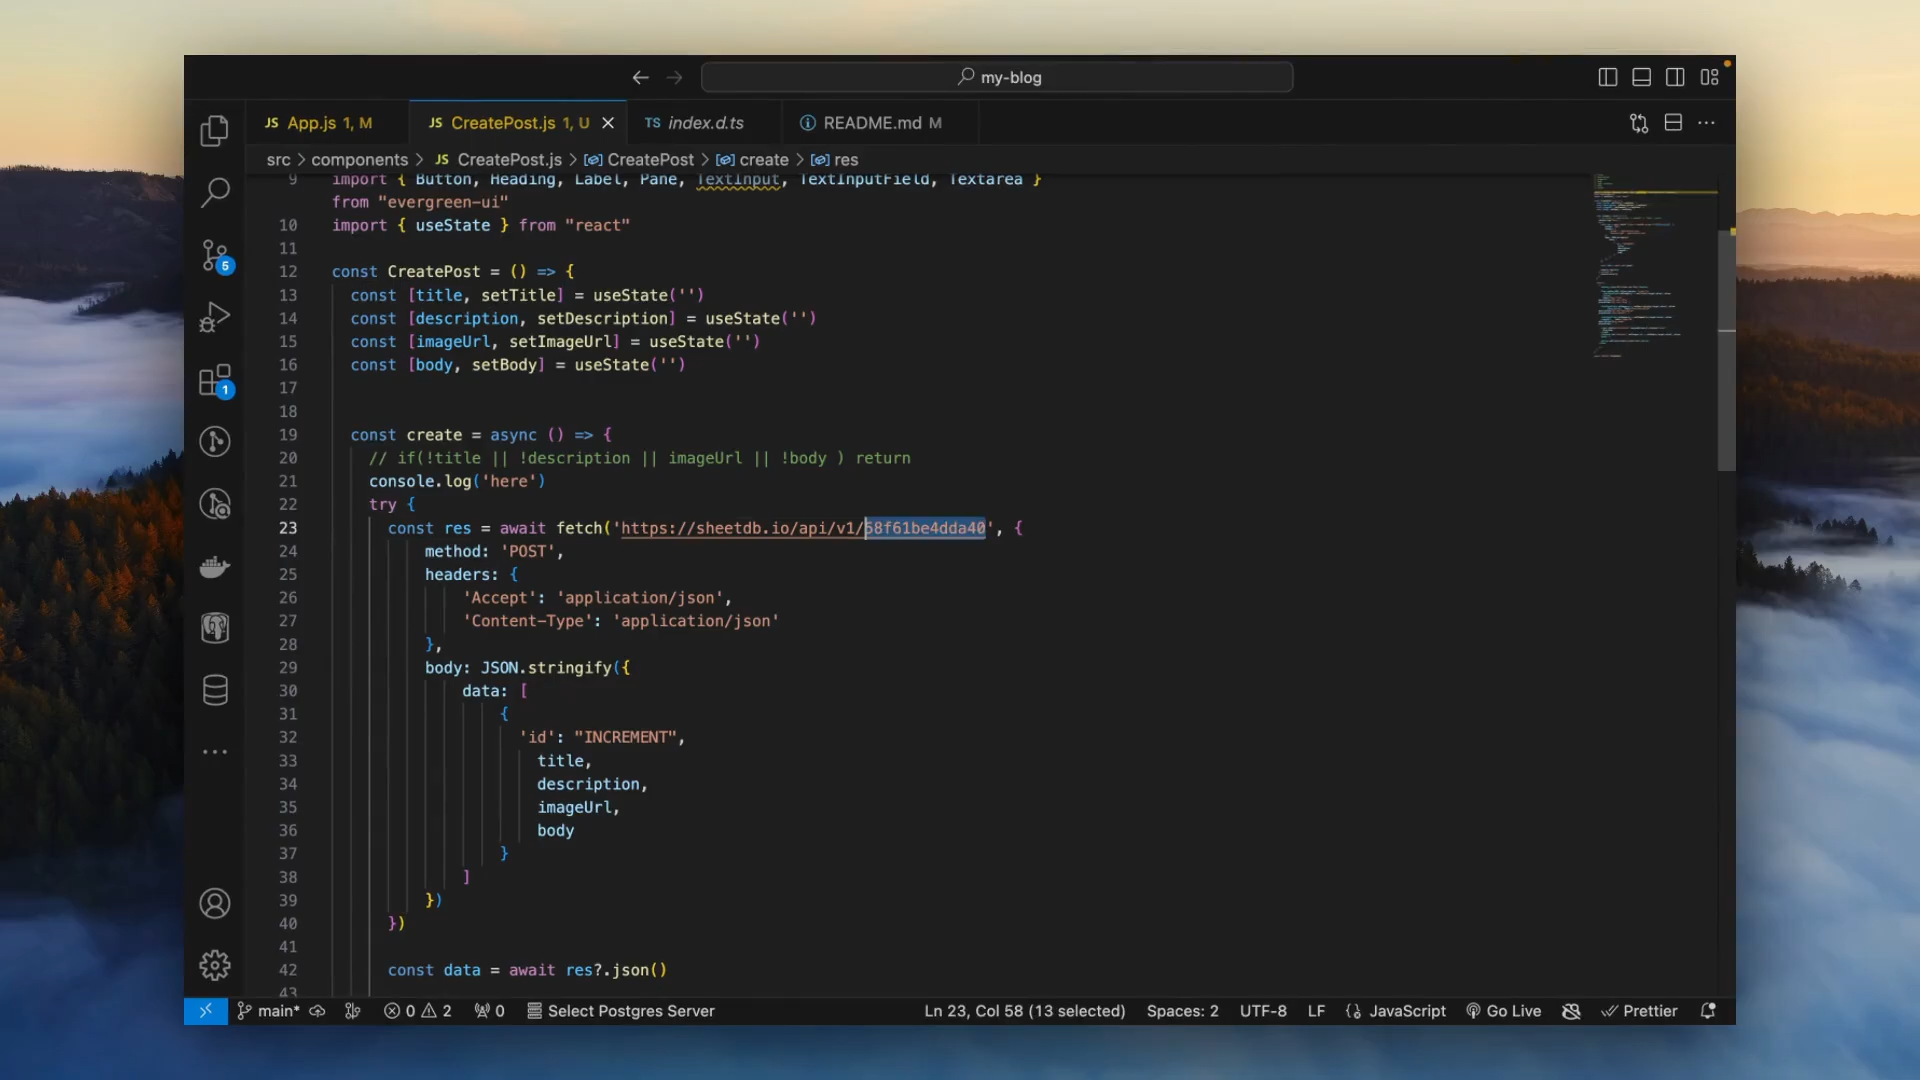 my-blog
JS App.js 1, M
JS CreatePost.js 1, U
TS index.d.ts
README.md M
src > components > JS CreatePost.js > CreatePost > create > res
9 import { Button, Heading, Label, Pane, TextInput, TextInputField, Textarea }
from "evergreen-ui"
10 import { useState } from "react"
11
12 const CreatePost = () => {
13 const [title, setTitle] = useState('')
14 const [description, setDescription] = useState('')
15 const [imageUrl, setImageUrl] = useState('')
16 const [body, setBody] = useState('')
17
18
19 const create = async () => {
20 // if(!title || !description || imageUrl || !body ) return
21 console.log('here')
22 try {
23 const res = await fetch('https://sheetdb.io/api/v1/58f61be4dda40', {
24 method: 'POST',
25 headers: {
26 'Accept': 'application/json',
27 'Content-Type': 'application/json'
28 },
29 body: JSON.stringify({
30 data: [
31 {
32 'id': "INCREMENT",
33 title,
34 description,
35 imageUrl,
36 body
37 }
38 ]
39 })
40 })
41
42 const data = await res?.json()
43
5
1
main* 0 2 0 Select Postgres Server Ln 23, Col 58 (13 selected) Spaces: 2 UTF-8 LF {} JavaScript Go Live Prettier